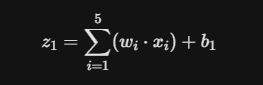 z₁ = ∑_{i=1}^{5} (wᵢ · xᵢ) + b₁